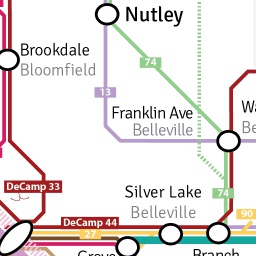 Nutley
Brookdale
Bloomfield
74
13
Franklin Ave
Belleville
DeCamp 33
Silver Lake
74
Belleville
DeCamp 44
27
90
Branch